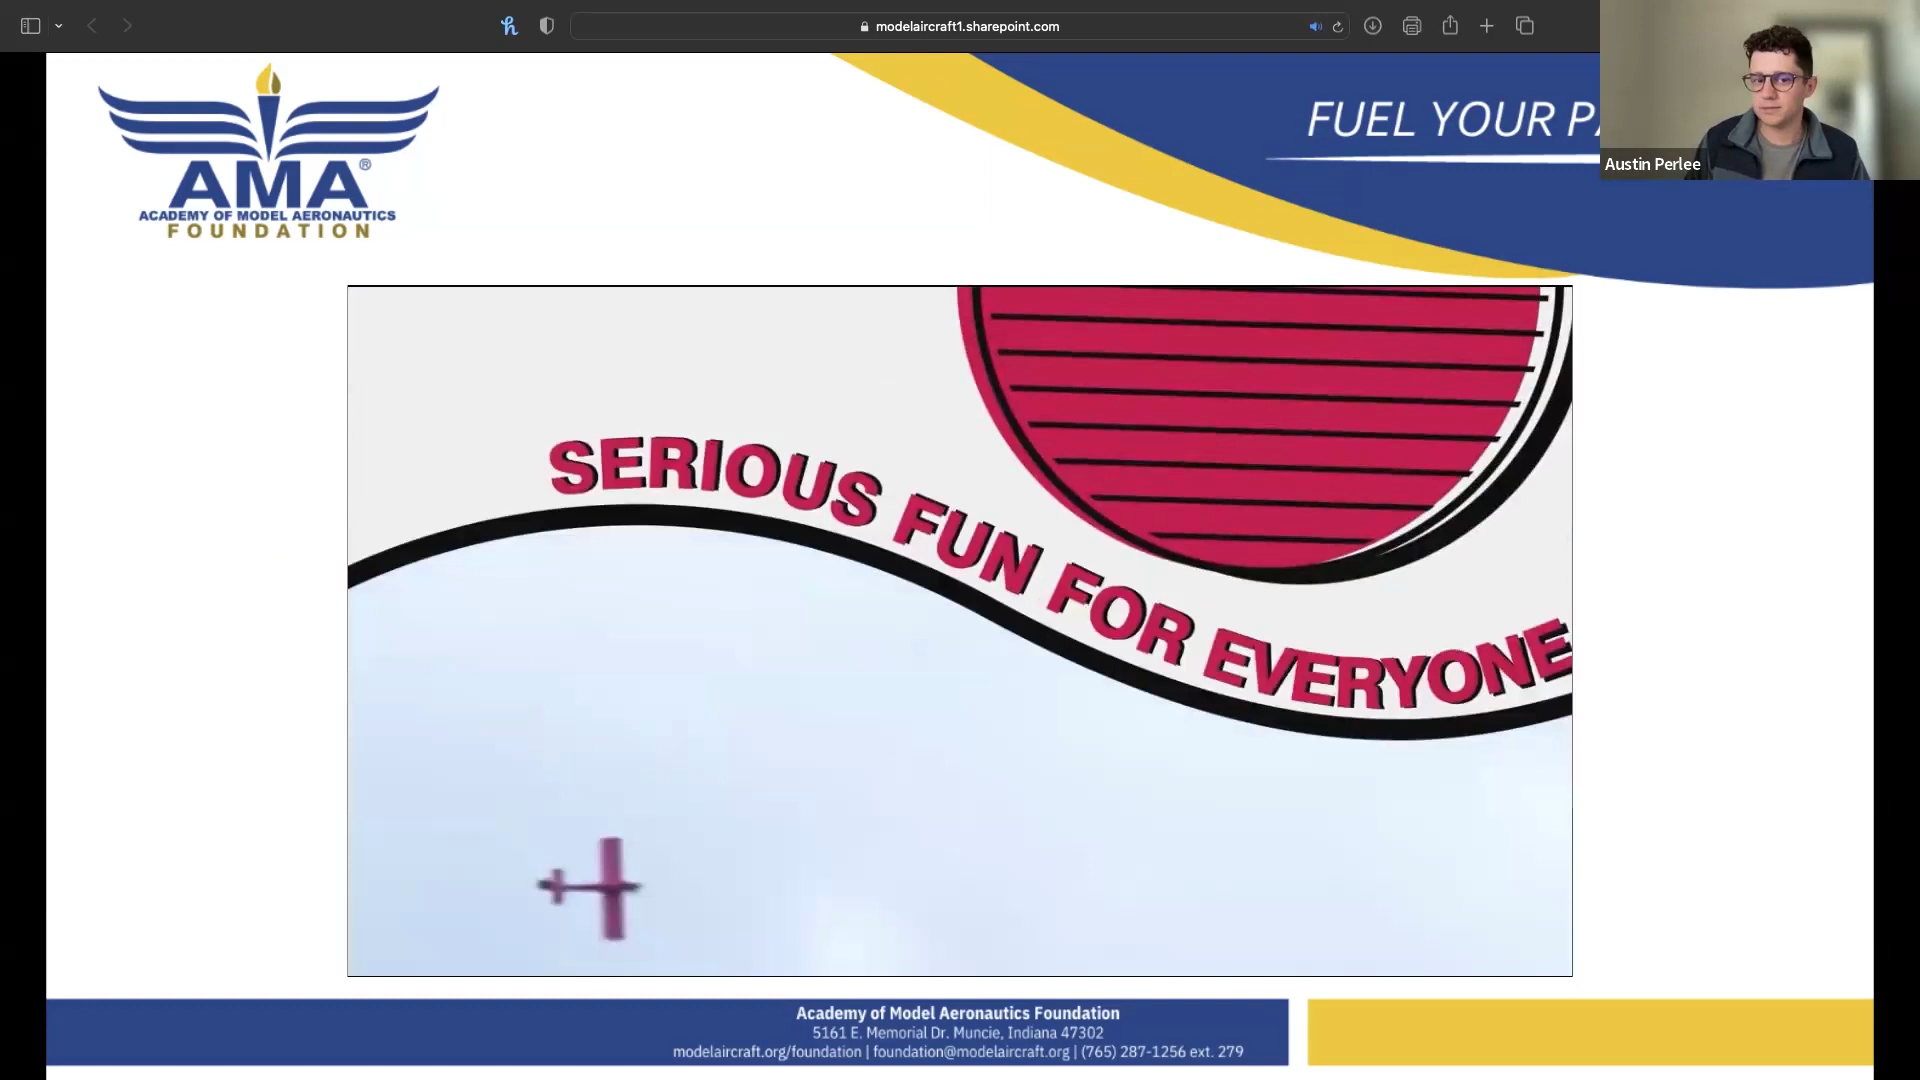 modelaircraft1.sharepoint.com
AMA®
ACADEMY OF MODEL AERONAUTICS
FOUNDATION
FUEL YOUR PA
Austin Perlee
SERIOUS FUN FOR EVERYONE
Academy of Model Aeronautics Foundation
5161 E. Memorial Dr. Muncie, Indiana 47302
modelaircraft.org/foundation | foundation@modelaircraft.org | (765) 287-1256 ext. 279